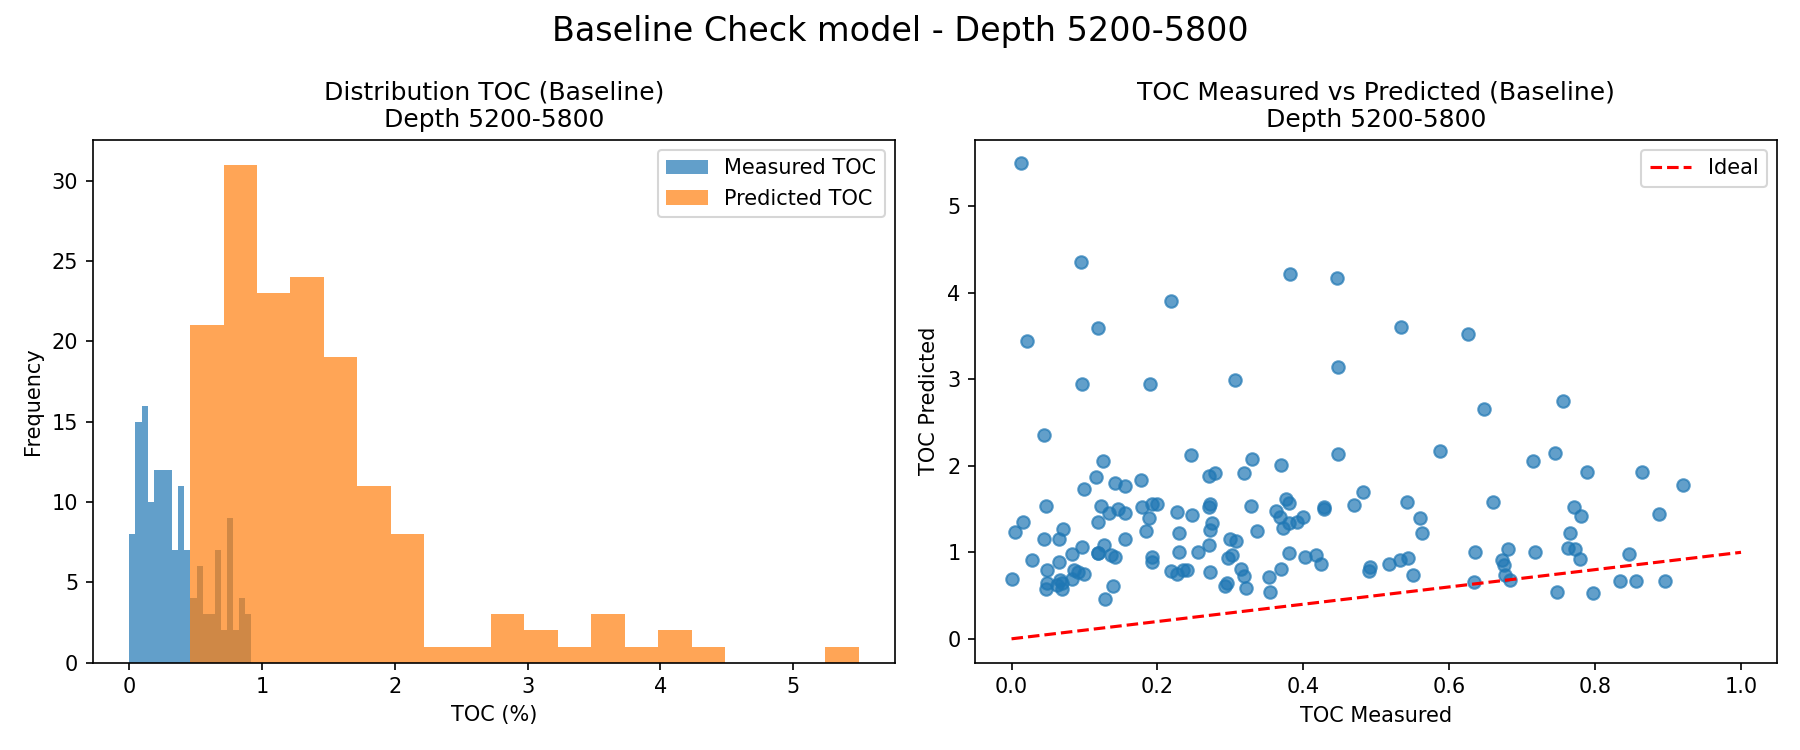 Baseline Check model - Depth 5200-5800
Distribution TOC (Baseline)
Depth 5200-5800
Measured TOC
Predicted TOC
Frequency
30
25
20
15
10
5
0
0 1 2 3 4 5
TOC (%)
TOC Measured vs Predicted (Baseline)
Depth 5200-5800
Ideal
TOC Predicted
5
4
3
2
1
0
0.0 0.2 0.4 0.6 0.8 1.0
TOC Measured